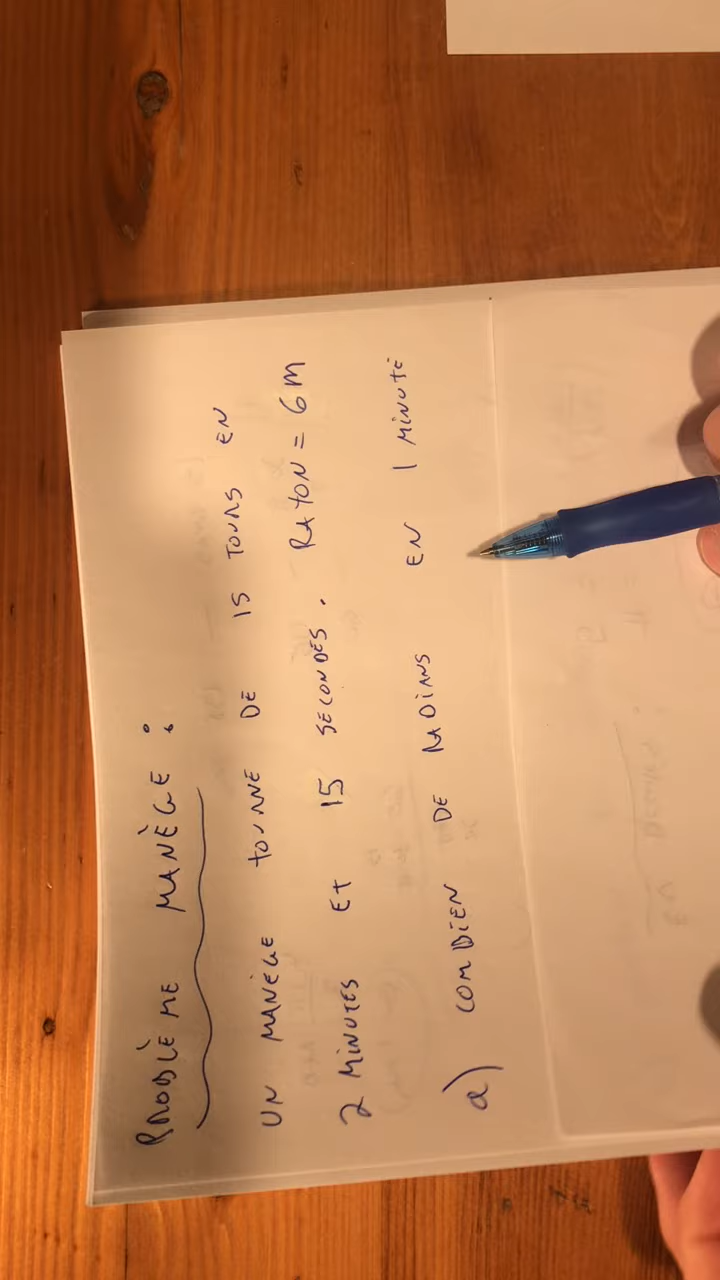 PROBLÈME MANÈGE :
UN MANÈGE TOURNE DE 15 TOURS EN
2 MINUTES ET 15 SECONDES. RAYON = 6 M
a) COMBIEN DE RADIANS EN 1 MINUTE